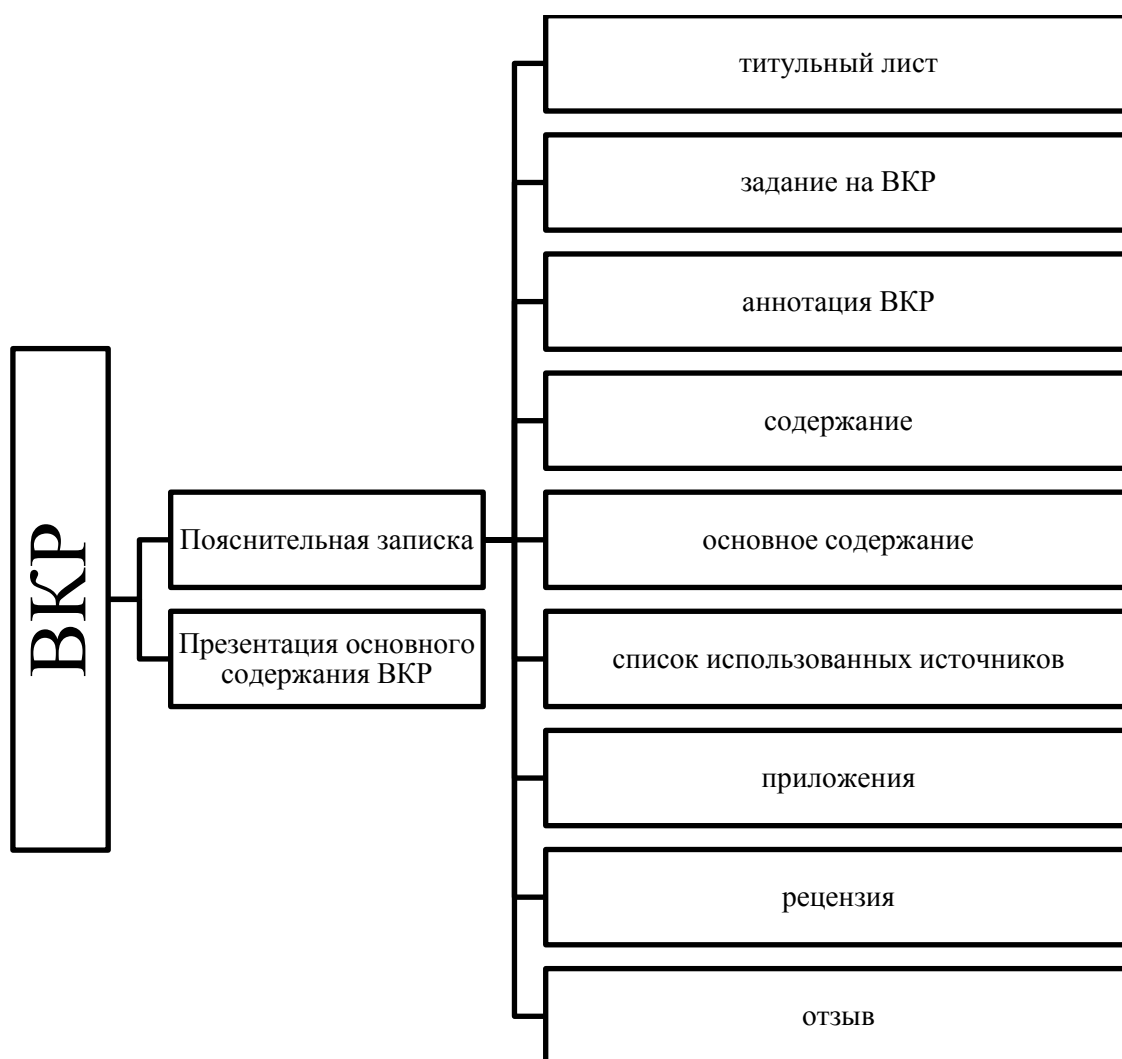 ВКР
Пояснительная записка
Презентация основного
содержания ВКР
титульный лист
задание на ВКР
аннотация ВКР
содержание
основное содержание
список использованных источников
приложения
рецензия
отзыв